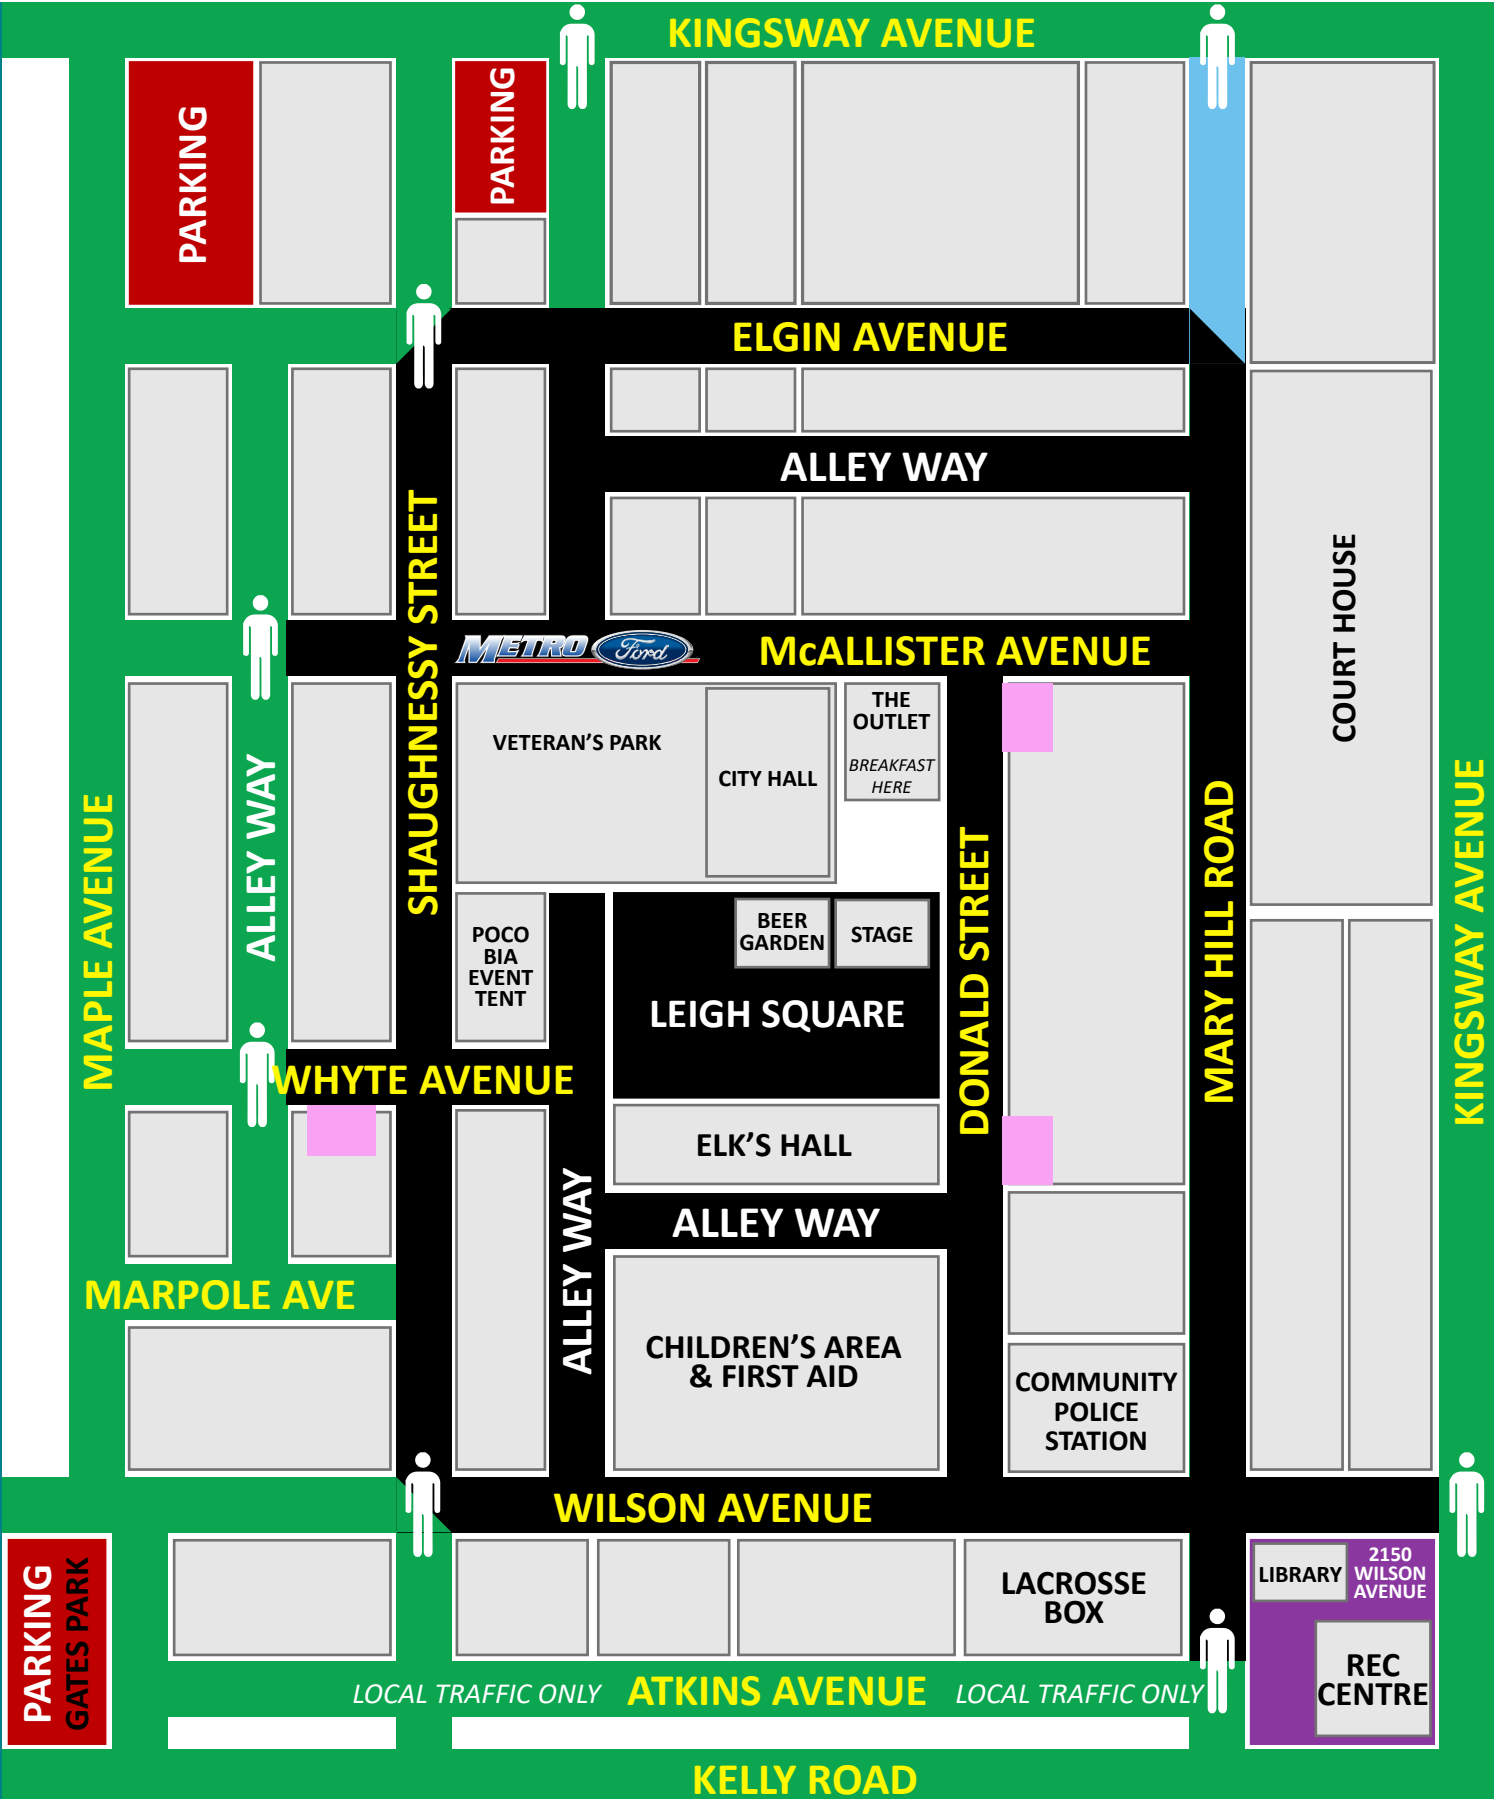 KINGSWAY AVENUE
PARKING
PARKING
ELGIN AVENUE
ALLEY WAY
SHAUGHNESSY STREET
COURT HOUSE
METRO Ford
McALLISTER AVENUE
VETERAN'S PARK
CITY HALL
THE
OUTLET
BREAKFAST
HERE
MAPLE AVENUE
ALLEY WAY
DONALD STREET
MARY HILL ROAD
KINGSWAY AVENUE
POCO
BIA
EVENT
TENT
BEER
GARDEN
STAGE
LEIGH SQUARE
WHYTE AVENUE
ELK'S HALL
ALLEY WAY
ALLEY WAY
MARPOLE AVE
CHILDREN'S AREA
& FIRST AID
COMMUNITY
POLICE
STATION
WILSON AVENUE
PARKING
GATES PARK
LACROSSE
BOX
LIBRARY
2150
WILSON
AVENUE
REC
CENTRE
LOCAL TRAFFIC ONLY ATKINS AVENUE LOCAL TRAFFIC ONLY
KELLY ROAD